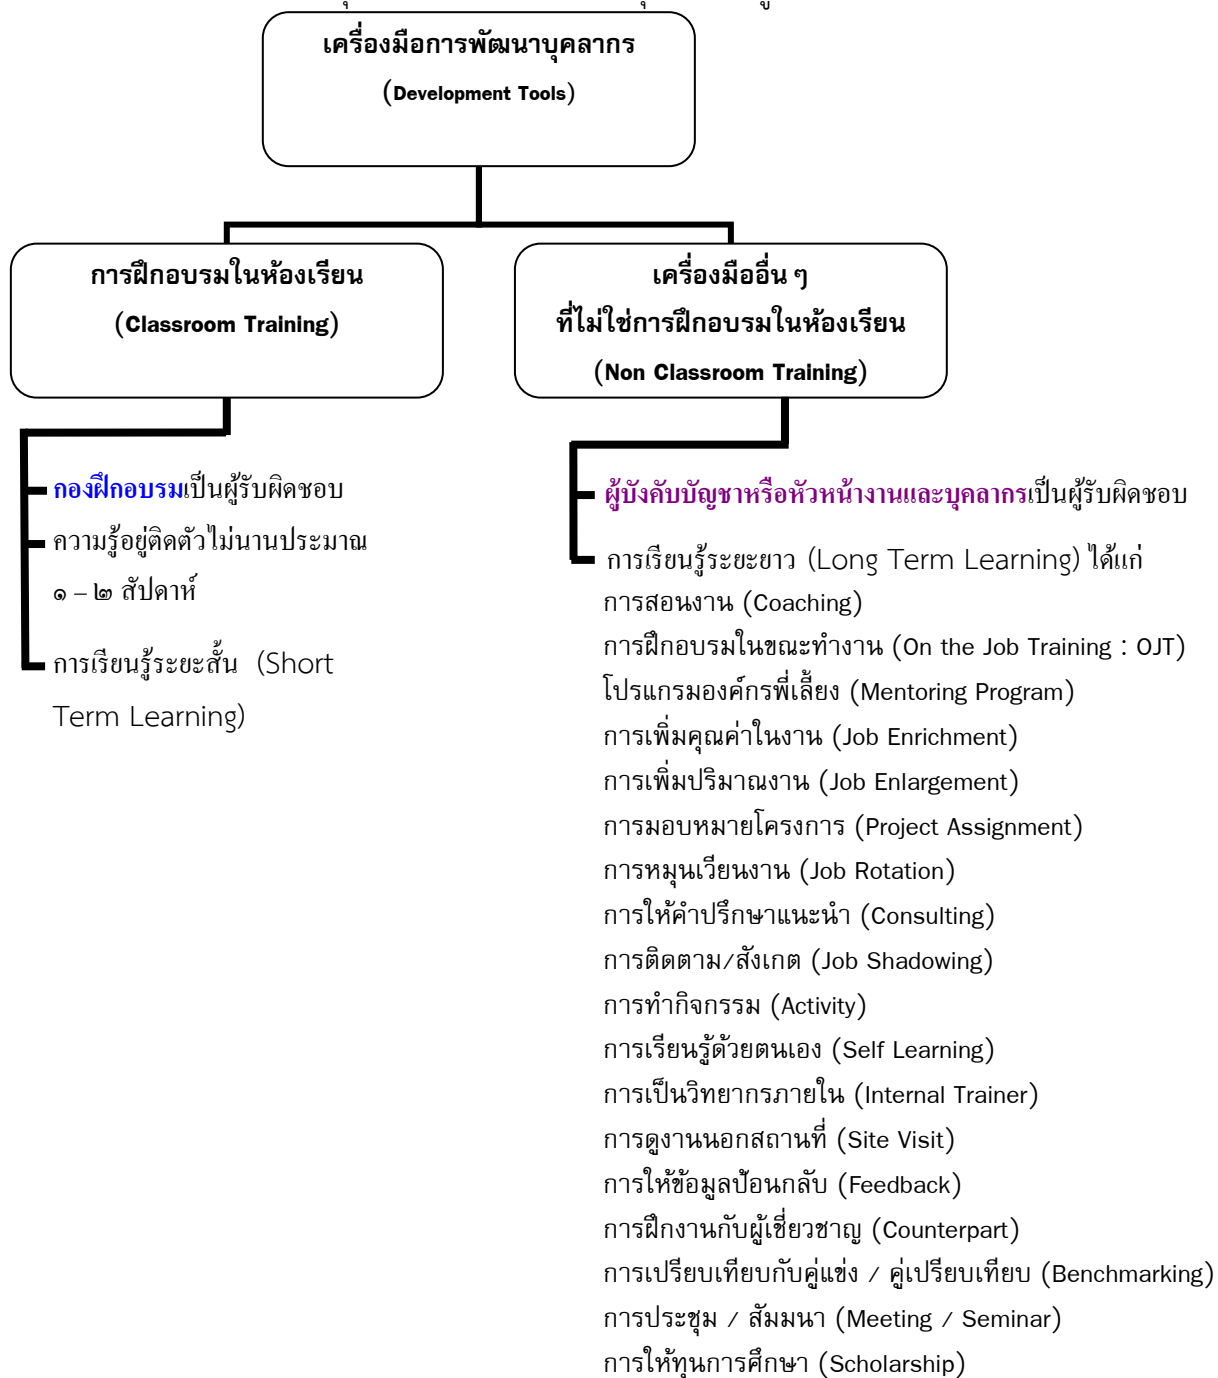 เครื่องมือการพัฒนาบุคลากร
(Development Tools)
การฝึกอบรมในห้องเรียน
(Classroom Training)
เครื่องมืออื่น ๆ
ที่ไม่ใช่การฝึกอบรมในห้องเรียน
(Non Classroom Training)
กองฝึกอบรมเป็นผู้รับผิดชอบ
ความรู้อยู่ติดตัวไม่นานประมาณ
๑ – ๒ สัปดาห์
การเรียนรู้ระยะสั้น (Short
Term Learning)
ผู้บังคับบัญชาหรือหัวหน้างานและบุคลากรเป็นผู้รับผิดชอบ
การเรียนรู้ระยะยาว (Long Term Learning) ได้แก่
การสอนงาน (Coaching)
การฝึกอบรมในขณะทำงาน (On the Job Training : OJT)
โปรแกรมองค์กรพี่เลี้ยง (Mentoring Program)
การเพิ่มคุณค่าในงาน (Job Enrichment)
การเพิ่มปริมาณงาน (Job Enlargement)
การมอบหมายโครงการ (Project Assignment)
การหมุนเวียนงาน (Job Rotation)
การให้คำปรึกษาแนะนำ (Consulting)
การติดตาม/สังเกต (Job Shadowing)
การทำกิจกรรม (Activity)
การเรียนรู้ด้วยตนเอง (Self Learning)
การเป็นวิทยากรภายใน (Internal Trainer)
การดูงานนอกสถานที่ (Site Visit)
การให้ข้อมูลป้อนกลับ (Feedback)
การฝึกงานกับผู้เชี่ยวชาญ (Counterpart)
การเปรียบเทียบกับคู่แข่ง / คู่เปรียบเทียบ (Benchmarking)
การประชุม / สัมมนา (Meeting / Seminar)
การให้ทุนการศึกษา (Scholarship)